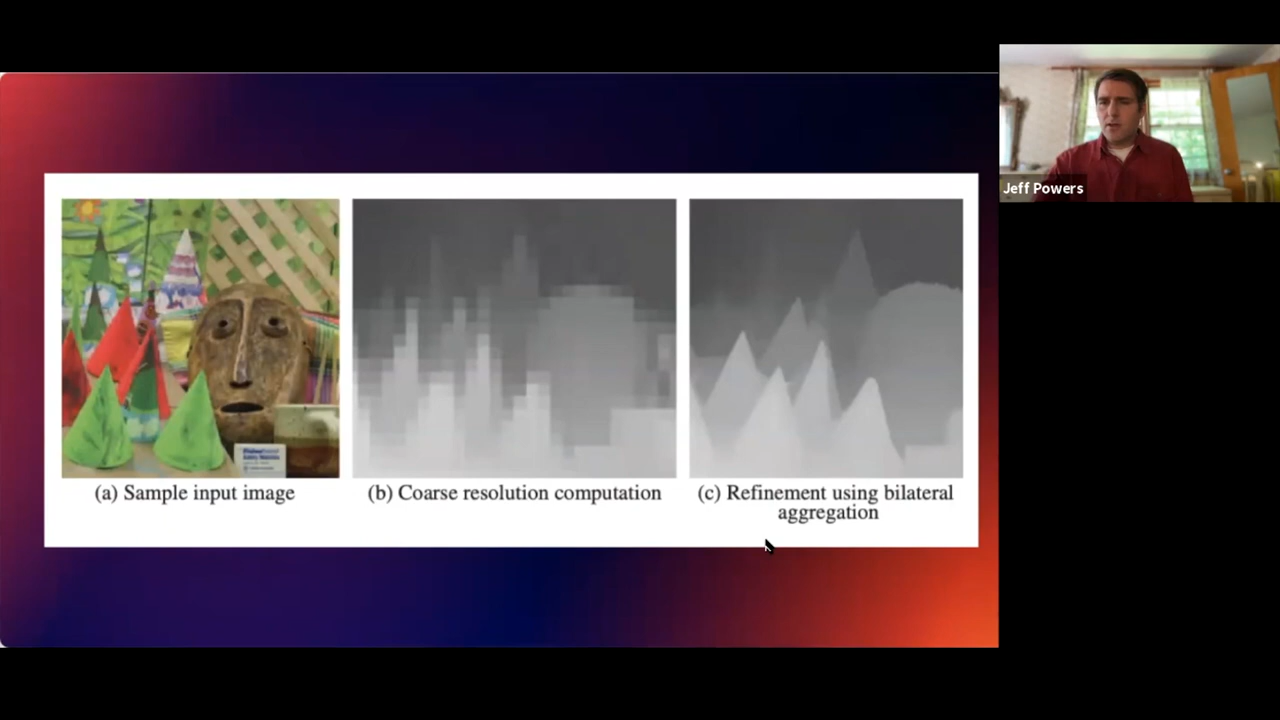 Jeff Powers
(a) Sample input image
(b) Coarse resolution computation
(c) Refinement using bilateral
aggregation